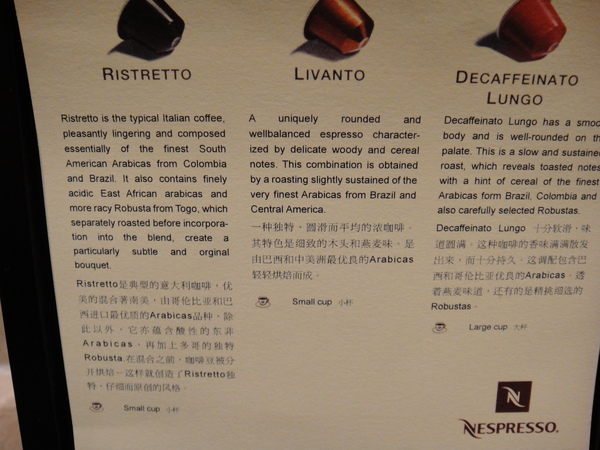 RISTRETTO
Ristretto is the typical Italian coffee,
pleasantly lingering and composed
essentially of the finest South
American Arabicas from Colombia
and Brazil. It also contains finely
acidic East African arabicas and
more racy Robusta from Togo, which
separately roasted before incorpora-
tion into the blend, create a
particularly subtle and orginal
bouquet.
Ristretto是典型的意大利咖啡，优
美的混合著南美，由哥伦比亚和巴
西进口最优质的Arabicas品种，除
此以外，它亦蕴含酸性的东非
Arabicas，再加上多哥的独特
Robusta.在混合之前，咖啡豆被分
开烘焙。这样就创造了Ristretto独
特、仔细而原创的风格。
Small cup 小杯
LIVANTO
A uniquely rounded and
wellbalanced espresso character-
ized by delicate woody and cereal
notes. This combination is obtained
by a roasting slightly sustained of the
very finest Arabicas from Brazil and
Central America.
一种独特、圆滑而平均的浓咖啡。
其特色是细致的木头和燕麦味。是
由巴西和中美洲最优良的Arabicas
轻轻烘焙而成。
Small cup 小杯
DECAFFEINATO
LUNGO
Decaffeinato Lungo has a smoo
body and is well-rounded on th
palate. This is a slow and sustaine
roast, which reveals toasted notes
with a hint of cereal of the finest
Arabicas form Brazil, Colombia and
also carefully selected Robustas.
Decaffeinato Lungo 十分软滑，味
道圆满。这种咖啡的香味满满散发
出来，而十分持久。这调配包含巴
西和哥伦比亚优良的Arabica。透
着燕麦味道，还有的是精挑细选的
Robustas。
Large cup 大杯
N
NESPRESSO.